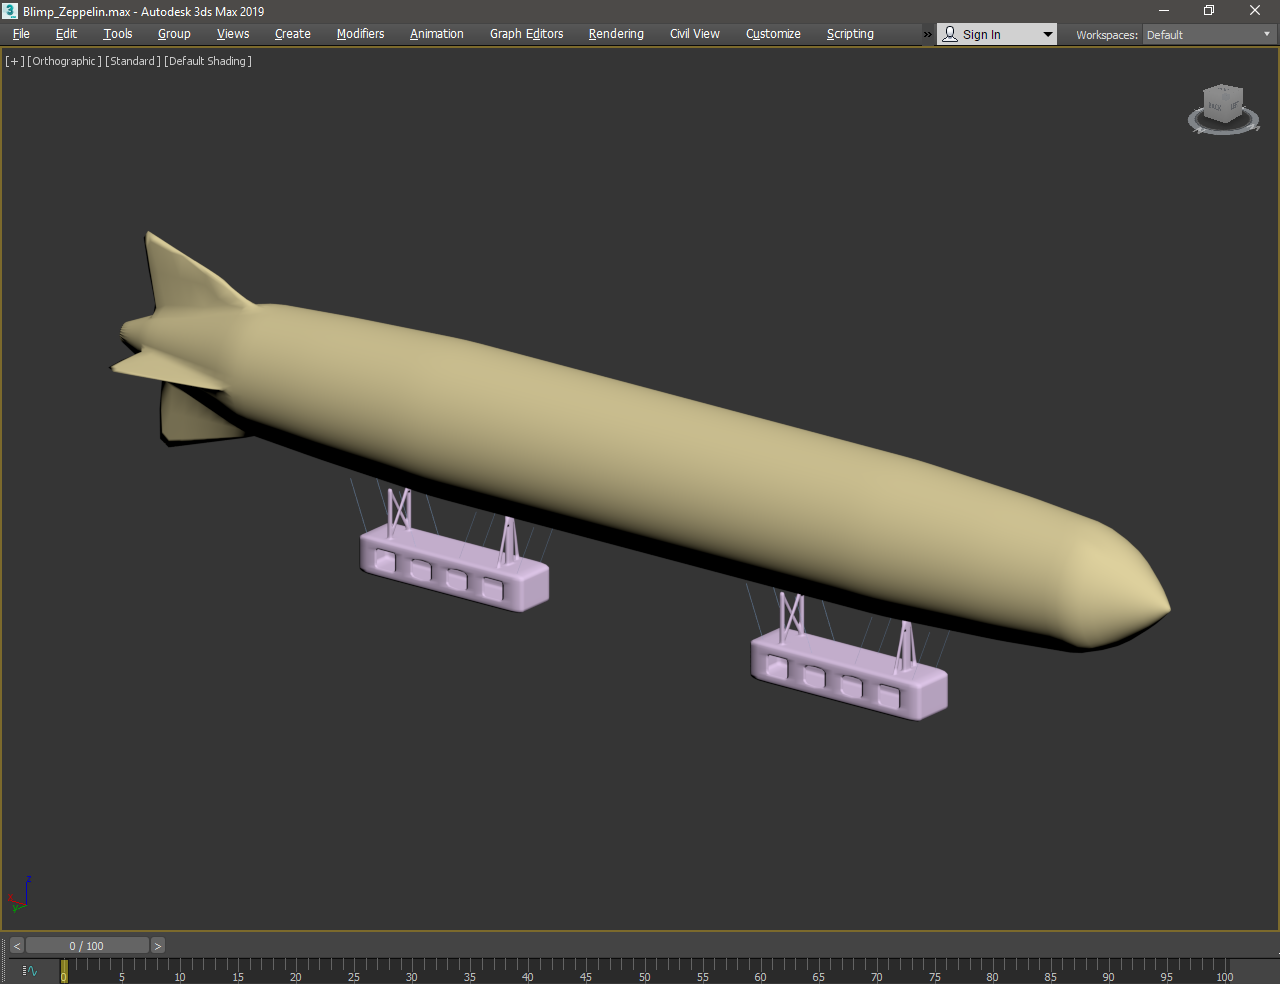 Blimp_Zeppelin.max - Autodesk 3ds Max 2019
File Edit Tools Group Views Create Modifiers Animation Graph Editors Rendering Civil View Customize Scripting » Sign In Workspaces: Default
[+] [Orthographic] [Standard] [Default Shading]
BACK
z
x
y
< 0 / 100 >
0 5 10 15 20 25 30 35 40 45 50 55 60 65 70 75 80 85 90 95 100